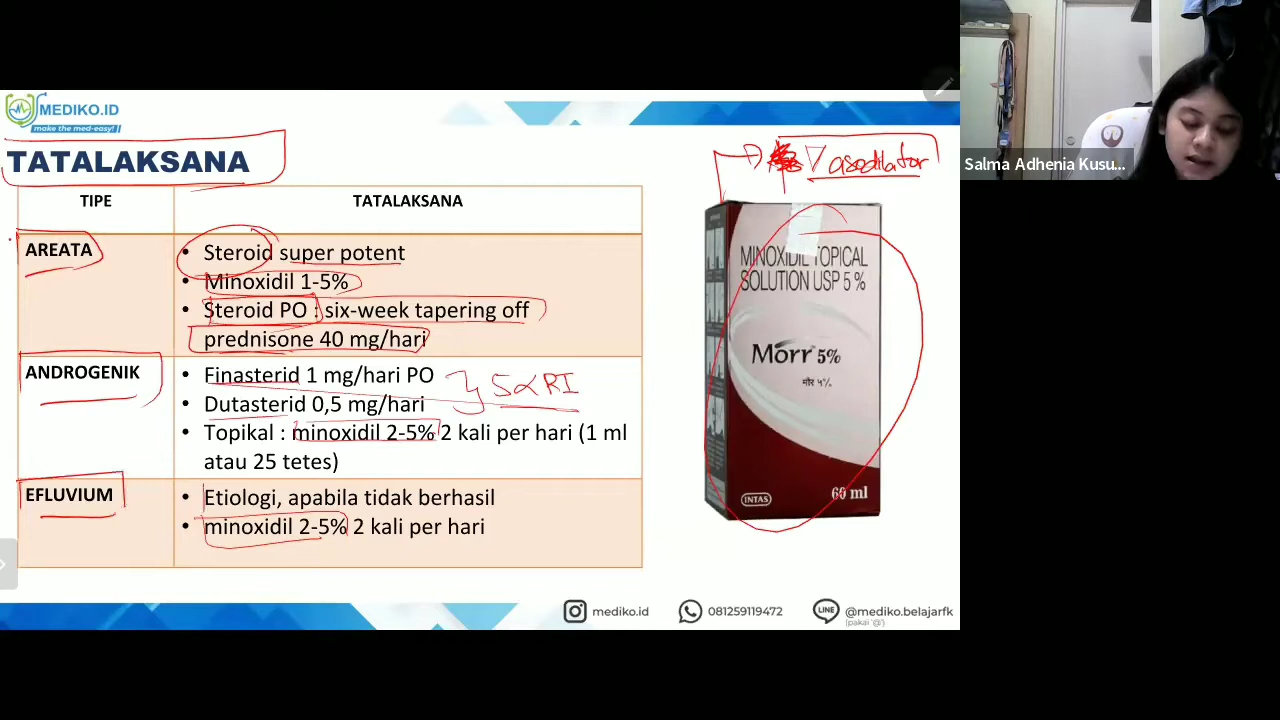 MEDIKO.ID
make the med-easy!
TATALAKSANA
Vasodilator
TIPE
TATALAKSANA
AREATA
• Steroid super potent
• Minoxidil 1-5%
• Steroid PO : six-week tapering off
prednisone 40 mg/hari
ANDROGENIK
• Finasterid 1 mg/hari PO
• Dutasterid 0,5 mg/hari
5αRI
• Topikal : minoxidil 2-5% 2 kali per hari (1 ml
atau 25 tetes)
EFLUVIUM
• Etiologi, apabila tidak berhasil
• minoxidil 2-5% 2 kali per hari
MINOXIDIL TOPICAL
SOLUTION USP 5 %
Morr 5%
मौर ५%
INTAS
60 ml
mediko.id
081259119472
LINE
@mediko.belajarfk
(pakai '@')
Salma Adhenia Kusu...